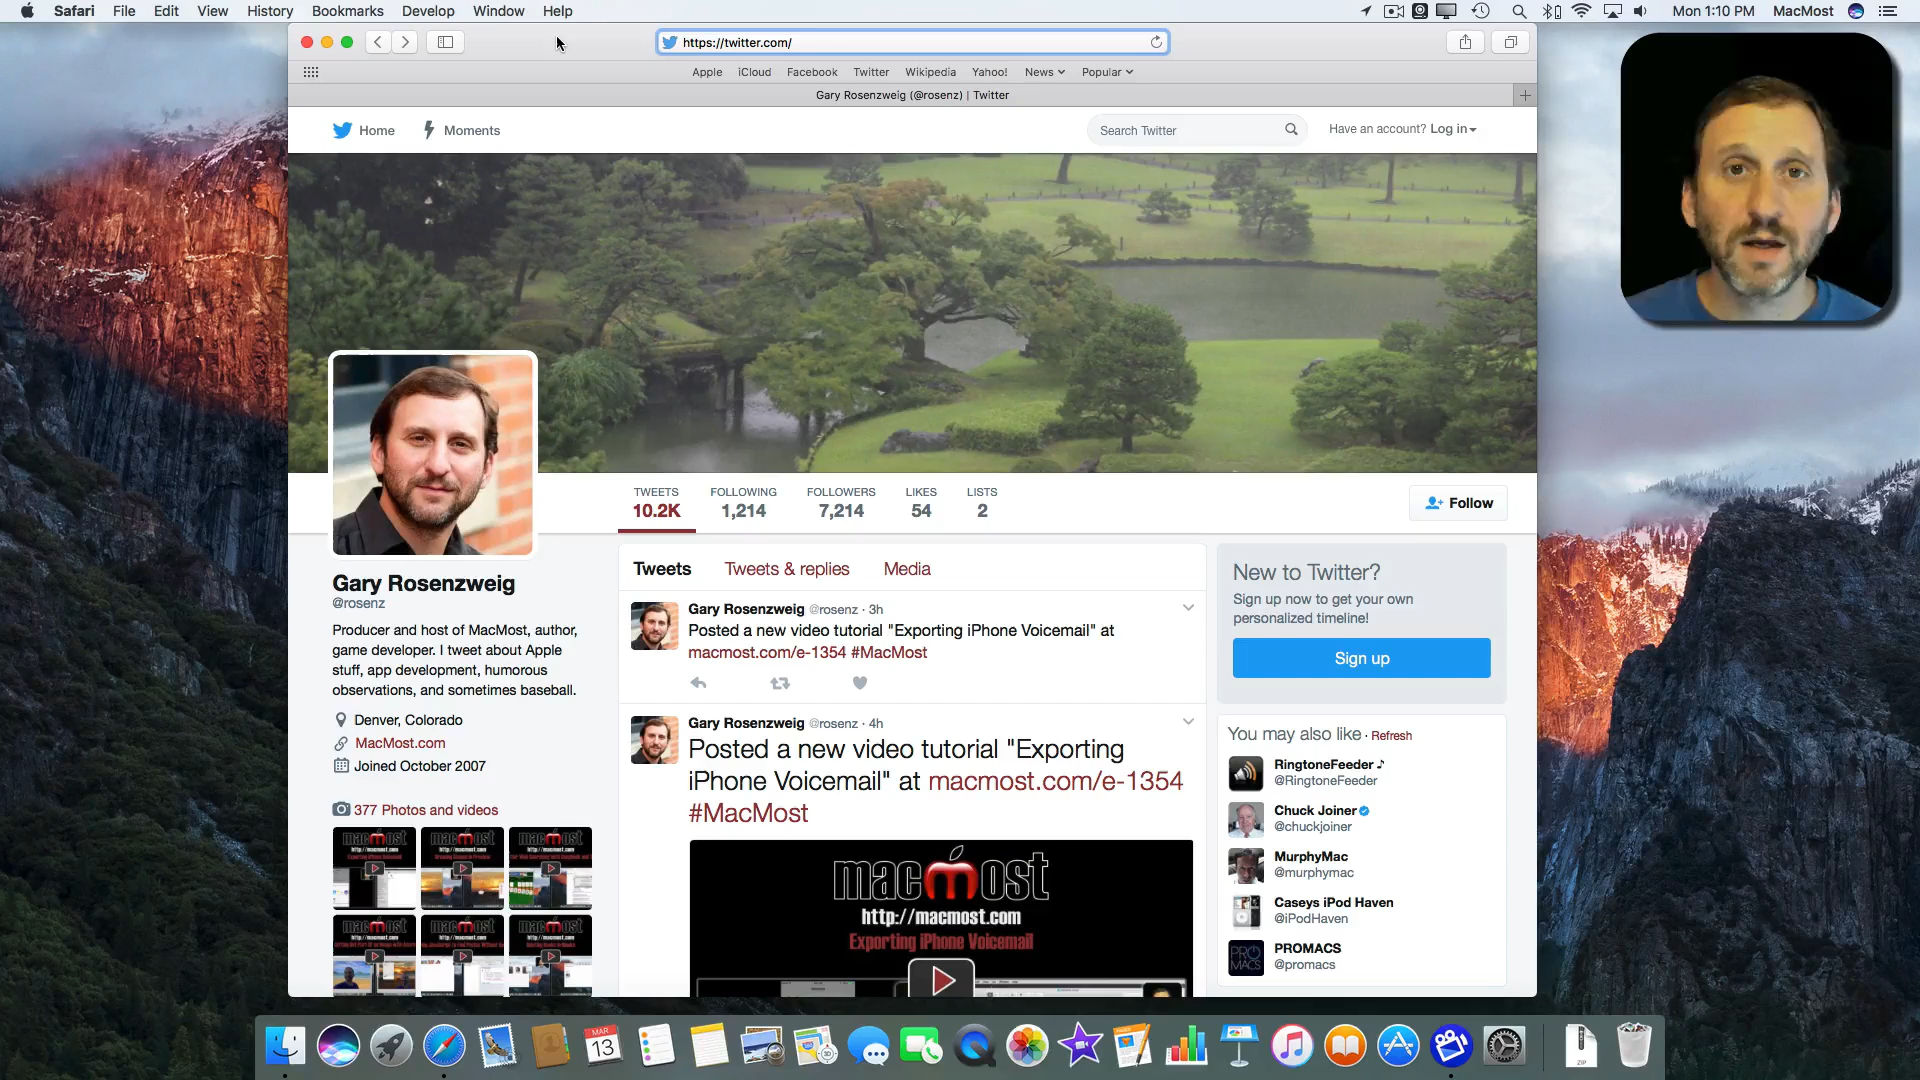 Safari File Edit View History Bookmarks Develop Window Help
Mon 1:10 PM MacMost
https://twitter.com/
Apple iCloud Facebook Twitter Wikipedia Yahoo! News Popular
Gary Rosenzweig (@rosenz) | Twitter
Home Moments
Search Twitter
Have an account? Log in
TWEETS FOLLOWING FOLLOWERS LIKES LISTS
10.2K 1,214 7,214 54 2
Follow
Gary Rosenzweig
@rosenz
Producer and host of MacMost, author,
game developer. I tweet about Apple
stuff, app development, humorous
observations, and sometimes baseball.
Denver, Colorado
MacMost.com
Joined October 2007
377 Photos and videos
Tweets Tweets & replies Media
Gary Rosenzweig @rosenz · 3h
Posted a new video tutorial "Exporting iPhone Voicemail" at
macmost.com/e-1354 #MacMost
Gary Rosenzweig @rosenz · 4h
Posted a new video tutorial "Exporting
iPhone Voicemail" at macmost.com/e-1354
#MacMost
macmost
http://macmost.com
Exporting iPhone Voicemail
New to Twitter?
Sign up now to get your own
personalized timeline!
Sign up
You may also like · Refresh
RingtoneFeeder ♪
@RingtoneFeeder
Chuck Joiner
@chuckjoiner
MurphyMac
@murphymac
Caseys iPod Haven
@iPodHaven
PROMACS
@promacs
PRO
MACS
MAR
13
ZIP